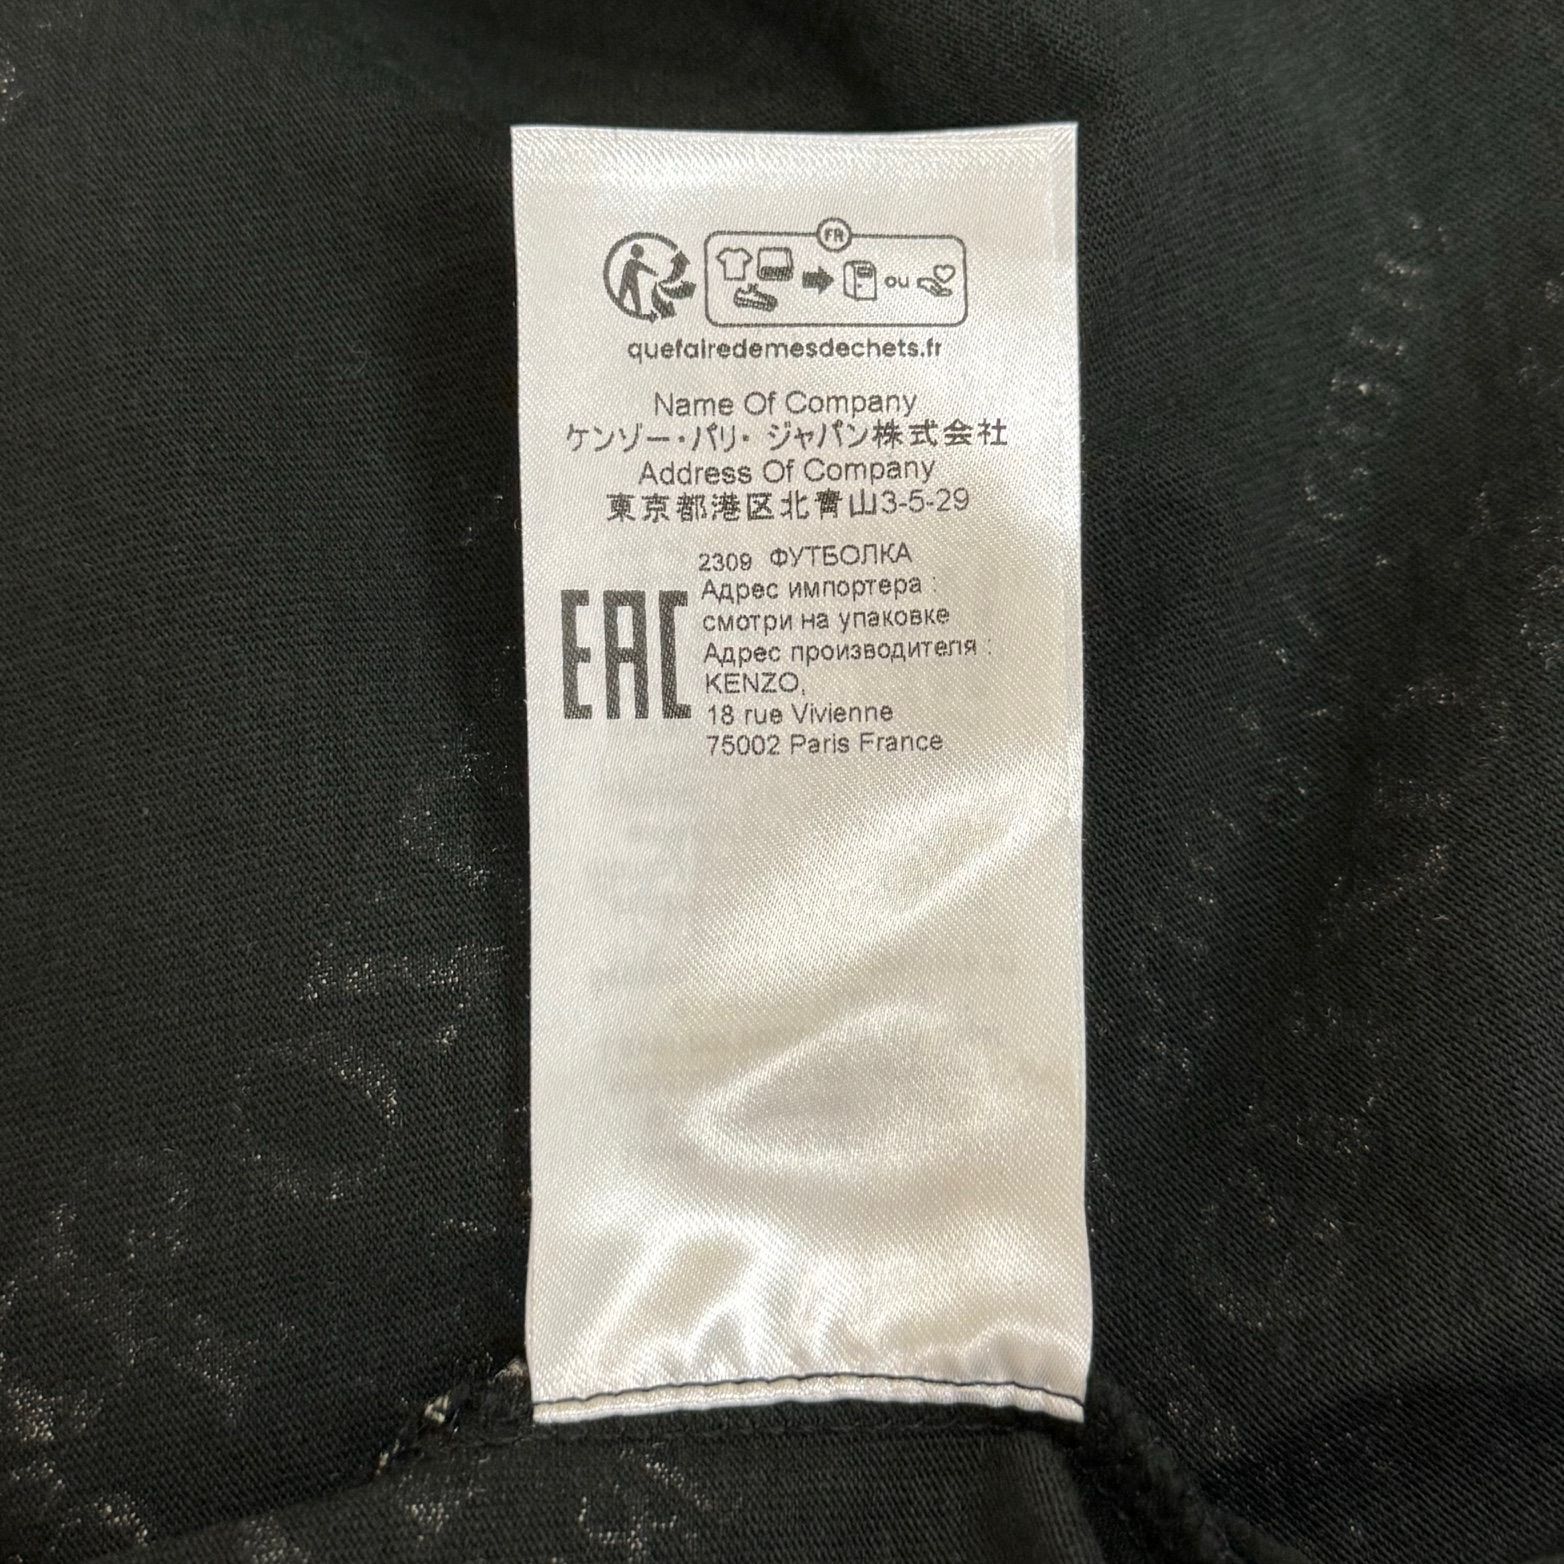 FR
ou
quefairedemesdechets.fr
Name Of Company
ケンゾー・パリ・ ジャパン株式会社
Address Of Company
東京都港区北青山3-5-29
2309 ФУТБОЛКА
Адрес импортера :
смотри на упаковке
Адрес производителя :
KENZO,
18 rue Vivienne
75002 Paris France
EAC